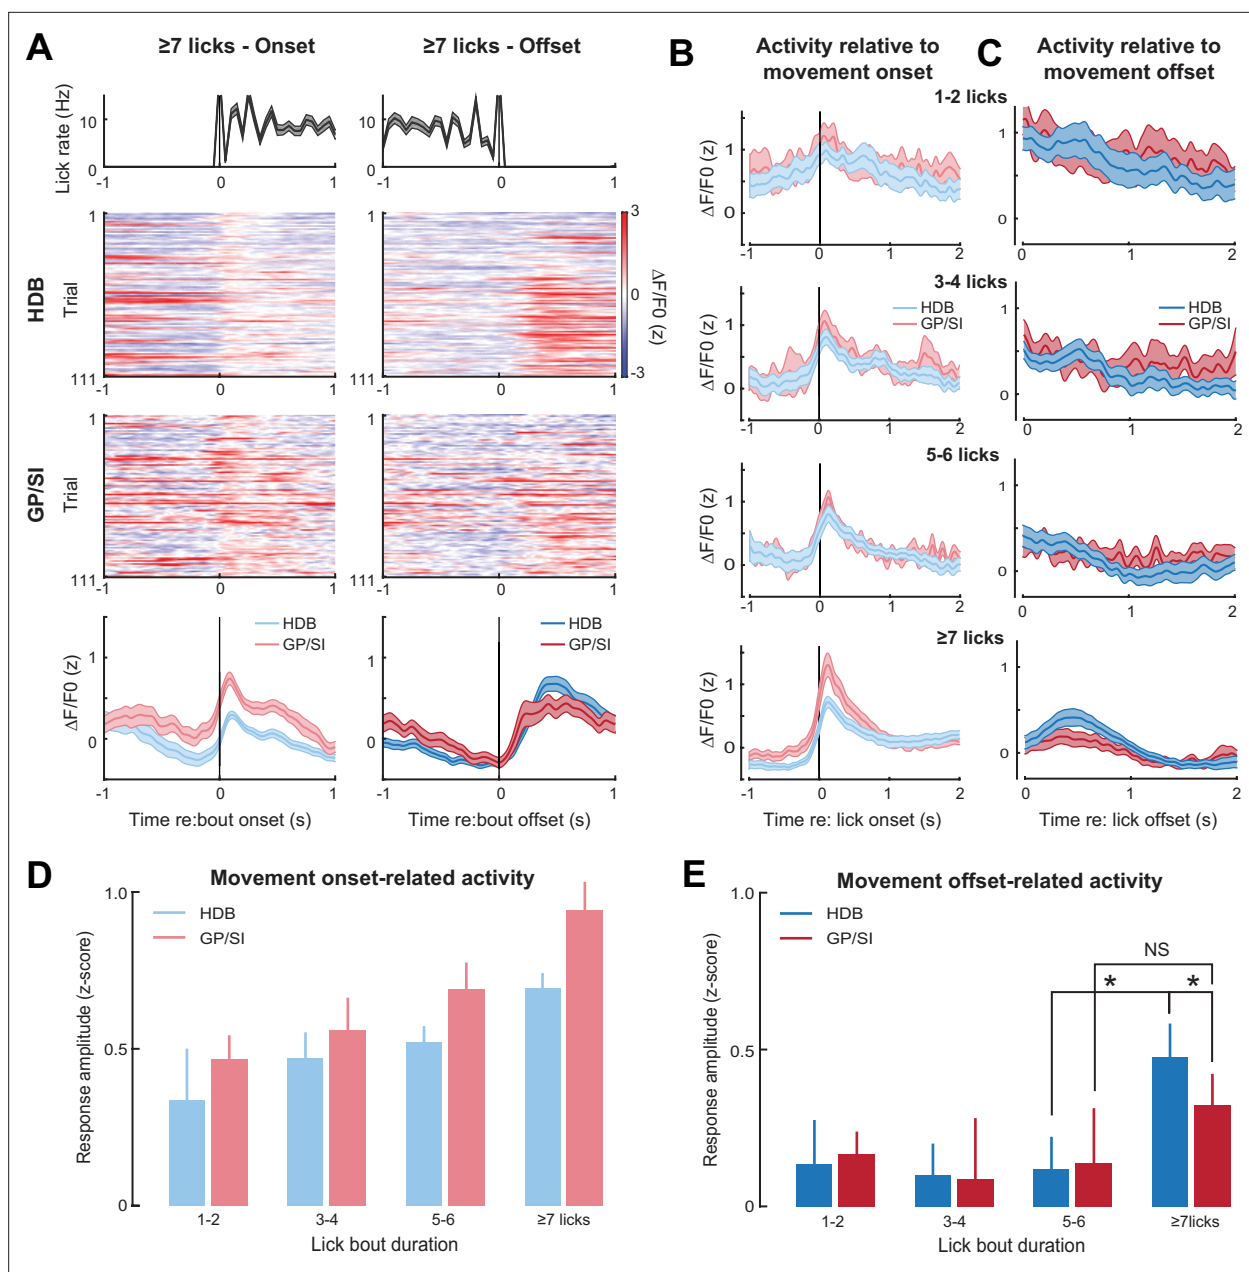 A
≥7 licks - Onset
≥7 licks - Offset
Lick rate (Hz)
10
0
-1
0
1
10
0
-1
0
1
HDB
Trial
1
111
-1
0
1
-1
0
1
3
0
-3
ΔF/F0 (z)
GP/SI
Trial
1
111
-1
0
1
-1
0
1
HDB
GP/SI
ΔF/F0 (z)
1
0
-1
0
1
Time re:bout onset (s)
HDB
GP/SI
1
0
-1
0
1
Time re:bout offset (s)
B
Activity relative to
movement onset
C
Activity relative to
movement offset
1-2 licks
ΔF/F0 (z)
1
0
-1
0
1
2
1
0
0
1
2
3-4 licks
HDB
GP/SI
ΔF/F0 (z)
1
0
-1
0
1
2
HDB
GP/SI
1
0
0
1
2
5-6 licks
ΔF/F0 (z)
1
0
-1
0
1
2
1
0
0
1
2
≥7 licks
ΔF/F0 (z)
1
0
-1
0
1
2
Time re: lick onset (s)
1
0
0
1
2
Time re: lick offset (s)
D
Movement onset-related activity
HDB
GP/SI
Response amplitude (z-score)
1.0
0.5
0
1-2
3-4
5-6
≥7 licks
Lick bout duration
E
Movement offset-related activity
HDB
GP/SI
Response amplitude (z-score)
1.0
0.5
0
NS
*
*
1-2
3-4
5-6
≥7licks
Lick bout duration